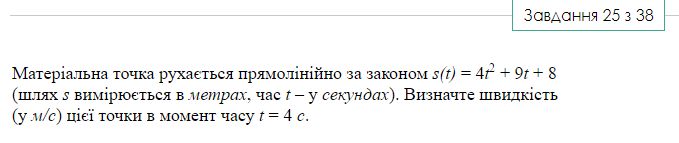 Завдання 25 з 38
Матеріальна точка рухається прямолінійно за законом s(t) = 4t² + 9t + 8
(шлях s вимірюється в метрах, час t – у секундах). Визначте швидкість
(у м/с) цієї точки в момент часу t = 4 с.